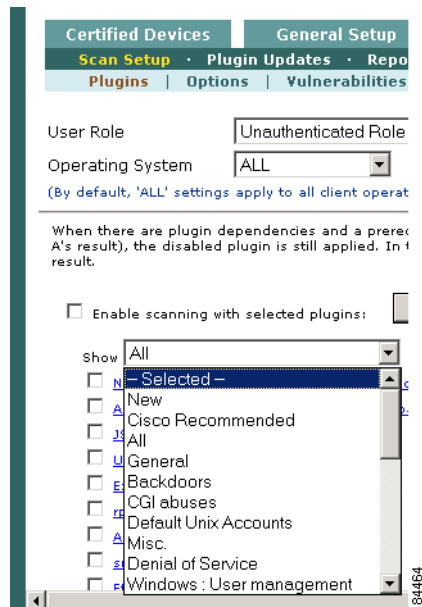 Certified Devices General Setup
Scan Setup · Plugin Updates · Repo
Plugins | Options | Vulnerabilities
User Role Unauthenticated Role
Operating System ALL
(By default, 'ALL' settings apply to all client operat
When there are plugin dependencies and a prerec
A's result), the disabled plugin is still applied. In t
result.
Enable scanning with selected plugins:
Show All
– Selected –
New
Cisco Recommended
All
General
Backdoors
CGI abuses
Default Unix Accounts
Misc.
Denial of Service
Windows : User management
84464